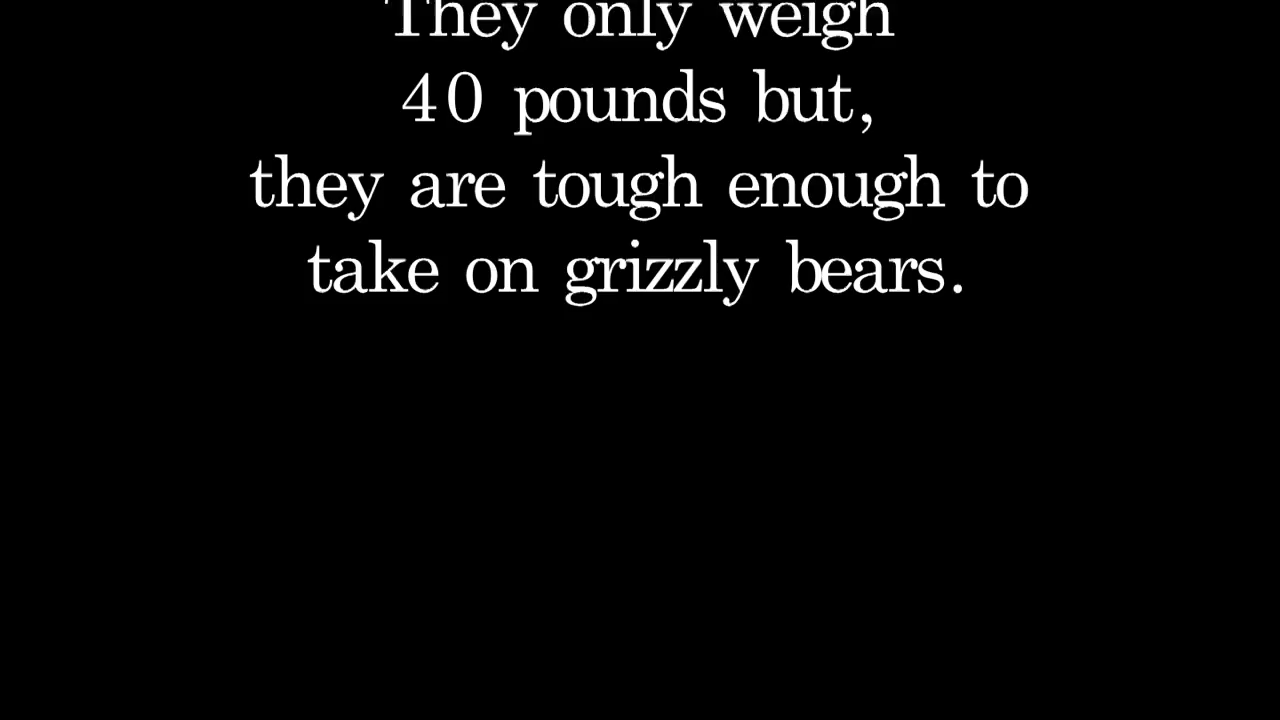 They only weigh
40 pounds but,
they are tough enough to
take on grizzly bears.